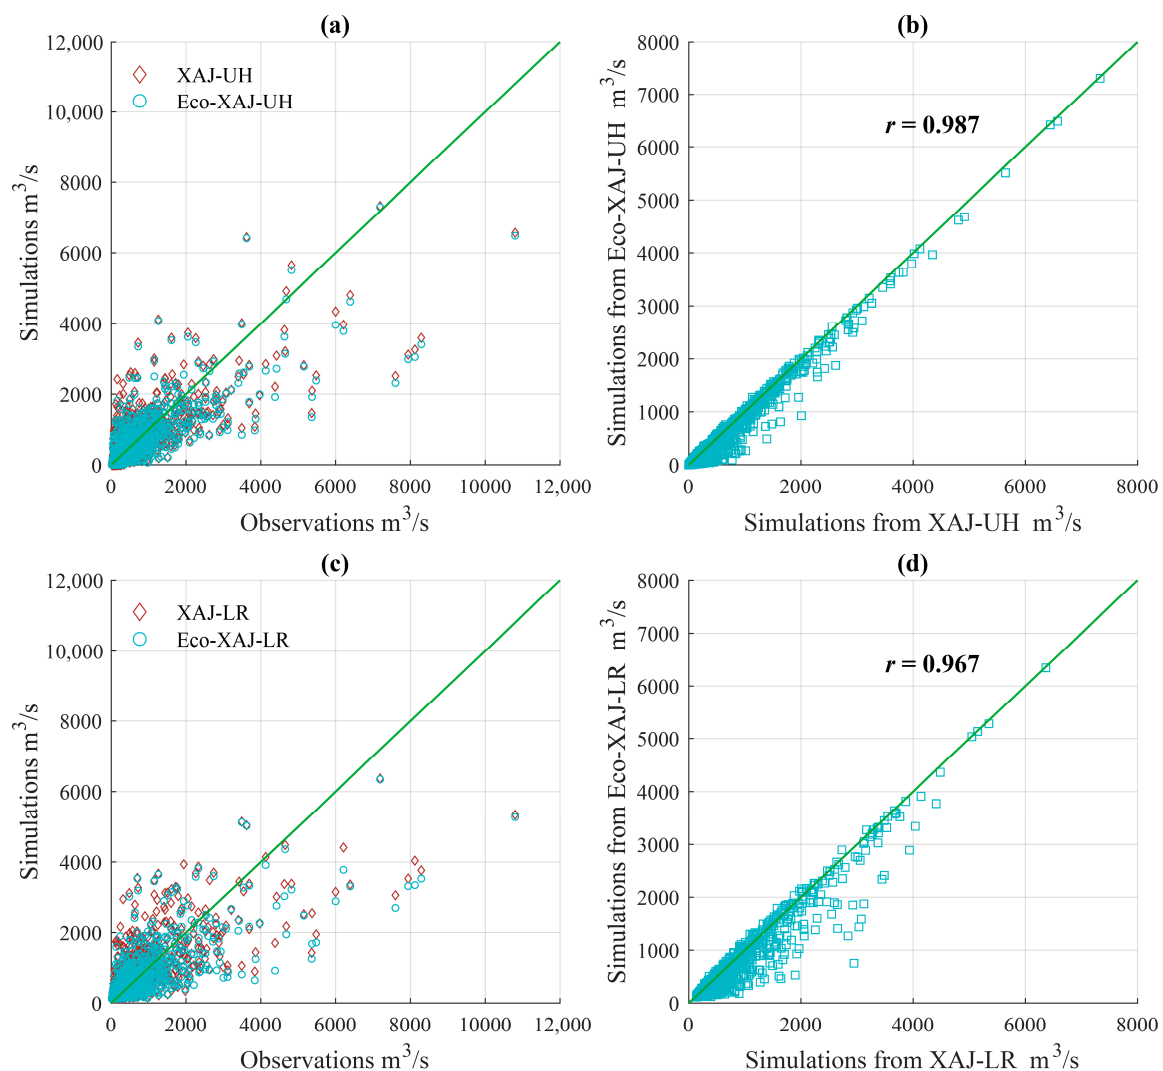 (a)
12,000
10,000
8000
6000
4000
2000
0
0 2000 4000 6000 8000 10000 12,000
Simulations m³/s
Observations m³/s
XAJ-UH
Eco-XAJ-UH
(b)
8000
7000
6000
5000
4000
3000
2000
1000
0
0 2000 4000 6000 8000
Simulations from Eco-XAJ-UH m³/s
Simulations from XAJ-UH m³/s
r = 0.987
(c)
12,000
10,000
8000
6000
4000
2000
0
0 2000 4000 6000 8000 10000 12,000
Simulations m³/s
Observations m³/s
XAJ-LR
Eco-XAJ-LR
(d)
8000
7000
6000
5000
4000
3000
2000
1000
0
0 2000 4000 6000 8000
Simulations from Eco-XAJ-LR m³/s
Simulations from XAJ-LR m³/s
r = 0.967